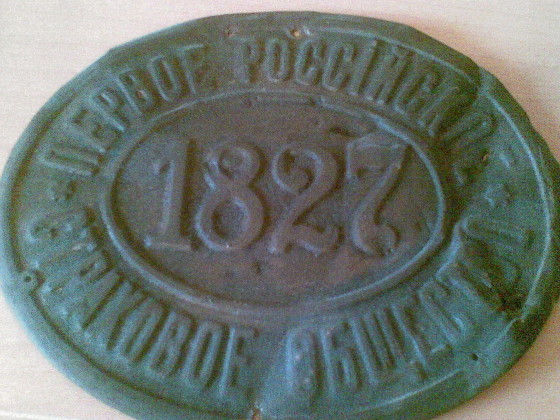 ПЕРВОЕ РОССІЙСКОЕ
1827
СТРАХОВОЕ ОБЩЕСТВО